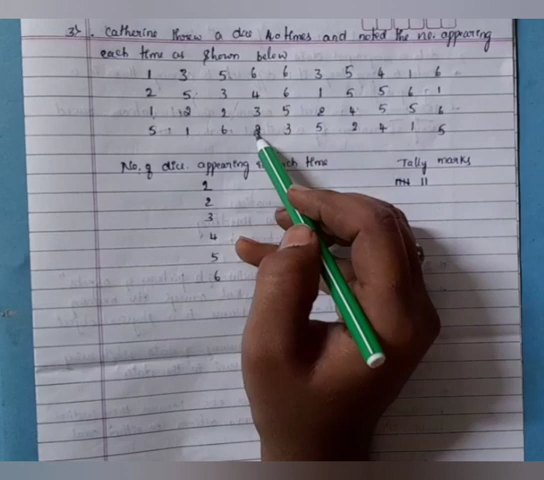 3. Catherine threw a dice 40 times and noted the no. appearing
each time as shown below
1 3 5 6 6 3 5 4 1 6
2 5 3 4 6 1 5 5 6 1
1 2 2 3 5 2 4 5 5 6
5 1 6 2 3 5 2 4 1 5
No. of dice appearing each time Tally marks
1 𝍸 ||
2
3
4
5
6